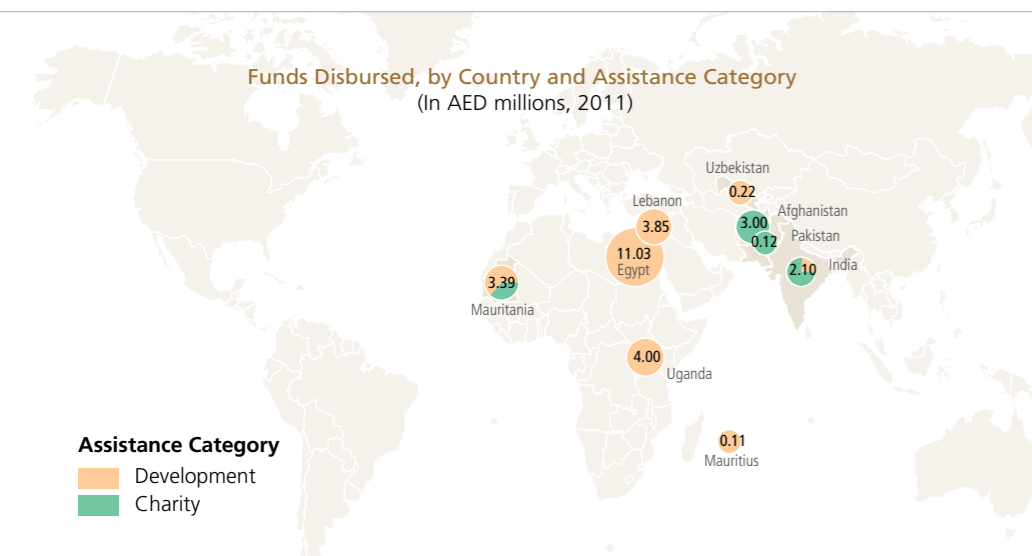 Funds Disbursed, by Country and Assistance Category
(In AED millions, 2011)
Uzbekistan
0.22
Lebanon
3.85
Afghanistan
3.00
Pakistan
0.12
11.03
Egypt
India
2.10
3.39
Mauritania
4.00
Uganda
0.11
Mauritius
Assistance Category
Development
Charity